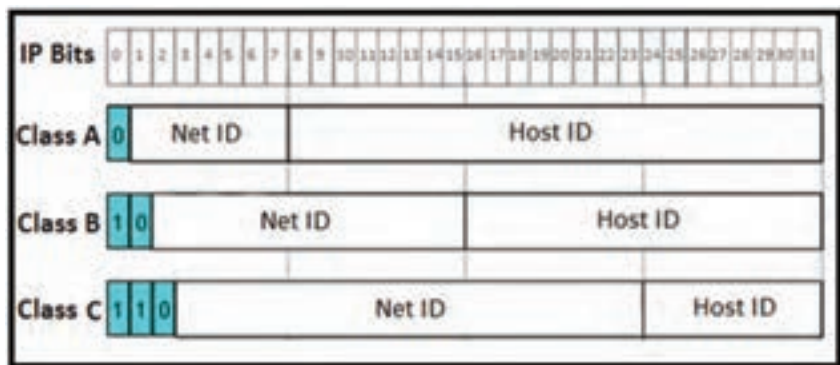 IP Bits 0 1 2 3 4 5 6 7 8 9 10 11 12 13 14 15 16 17 18 19 20 21 22 23 24 25 26 27 28 29 30 31
Class A 0 Net ID Host ID
Class B 1 0 Net ID Host ID
Class C 1 1 0 Net ID Host ID